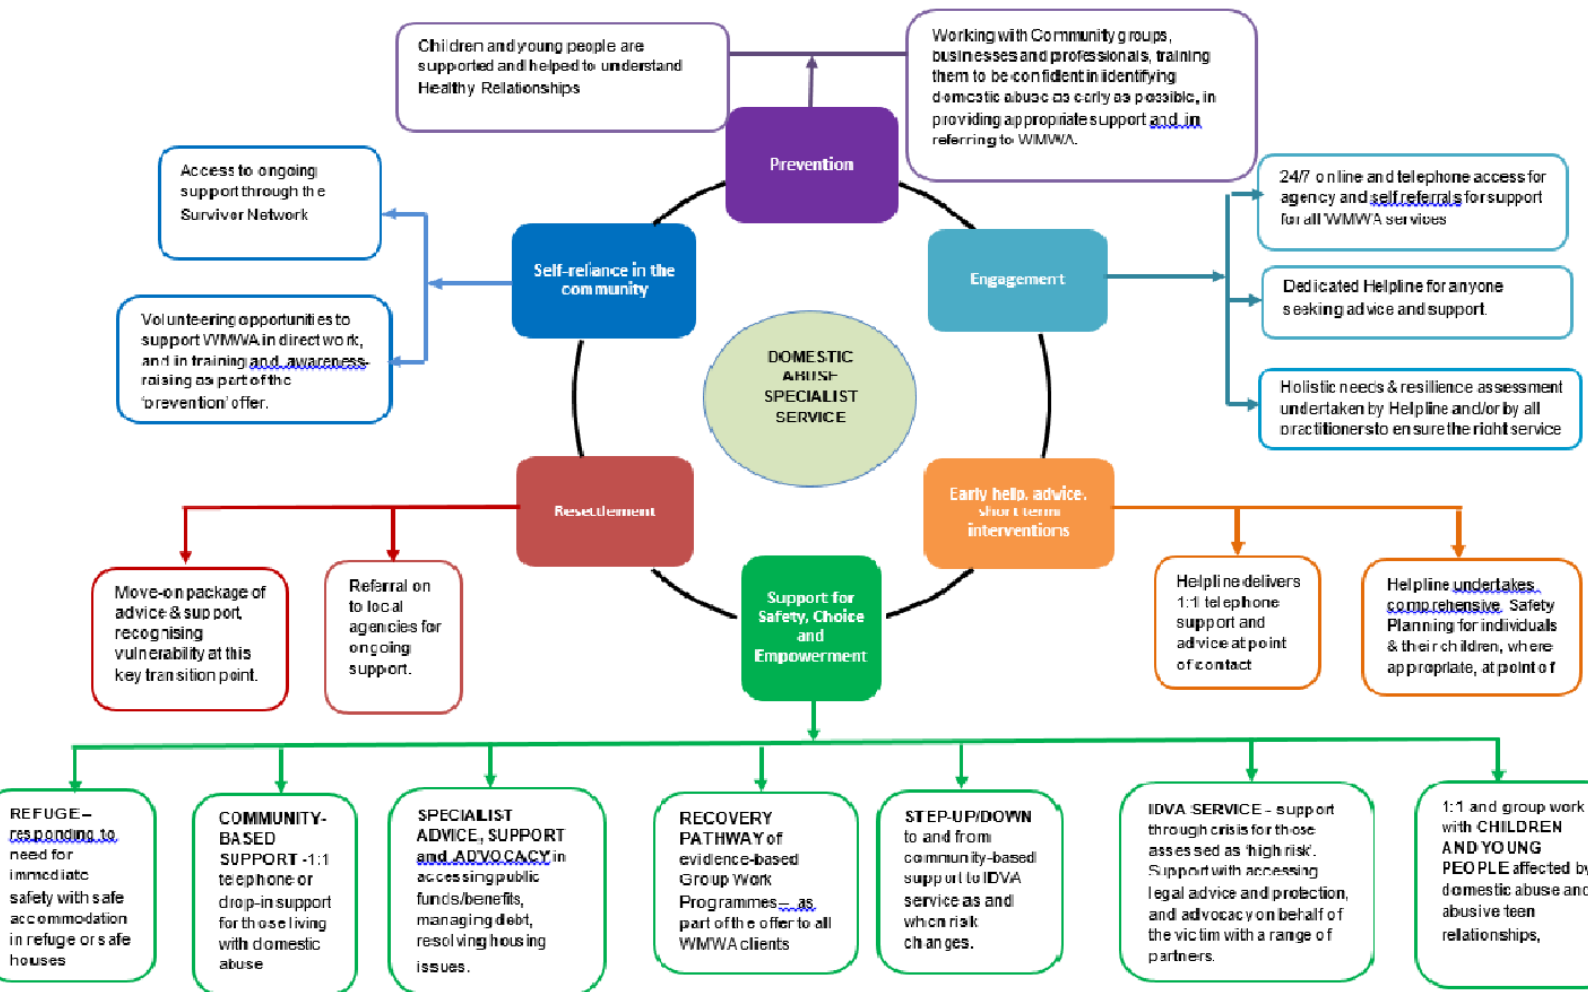 Children and young people are
supported and helped to understand
Healthy Relationships
Working with Community groups,
businesses and professionals, training
them to be confident in identifying
domestic abuse as early as possible, in
providing appropriate support and in
referring to WMWA.
Prevention
Access to ongoing
support through the
Survivor Network
Volunteering opportunities to
support WMWA in direct work,
and in training and awareness-
raising as part of the
'prevention' offer.
Self-reliance in the
community
Engagement
24/7 online and telephone access for
agency and self referrals for support
for all WMWA services
Dedicated Helpline for anyone
seeking advice and support.
Holistic needs & resilience assessment
undertaken by Helpline and/or by all
practitioners to ensure the right service
DOMESTIC
ABUSE
SPECIALIST
SERVICE
Resettlement
Early help, advice,
short term
interventions
Move-on package of
advice & support,
recognising
vulnerability at this
key transition point.
Referral on
to local
agencies for
ongoing
support.
Support for
Safety, Choice
and
Empowerment
Helpline delivers
1:1 telephone
support and
advice at point
of contact
Helpline undertakes
comprehensive Safety
Planning for individuals
& their children, where
appropriate, at point of
REFUGE –
responding to
need for
immediate
safety with safe
accommodation
in refuge or safe
houses
COMMUNITY-
BASED
SUPPORT -1:1
telephone or
drop-in support
for those living
with domestic
abuse
SPECIALIST
ADVICE, SUPPORT
and ADVOCACY in
accessing public
funds/benefits,
managing debt,
resolving housing
issues.
RECOVERY
PATHWAY of
evidence-based
Group Work
Programmes – as
part of the offer to all
WMWA clients
STEP-UP/DOWN
to and from
community-based
support to IDVA
service as and
when risk
changes.
IDVA SERVICE - support
through crisis for those
assessed as 'high risk'.
Support with accessing
legal advice and protection,
and advocacy on behalf of
the victim with a range of
partners.
1:1 and group work
with CHILDREN
AND YOUNG
PEOPLE affected by
domestic abuse and
abusive teen
relationships,